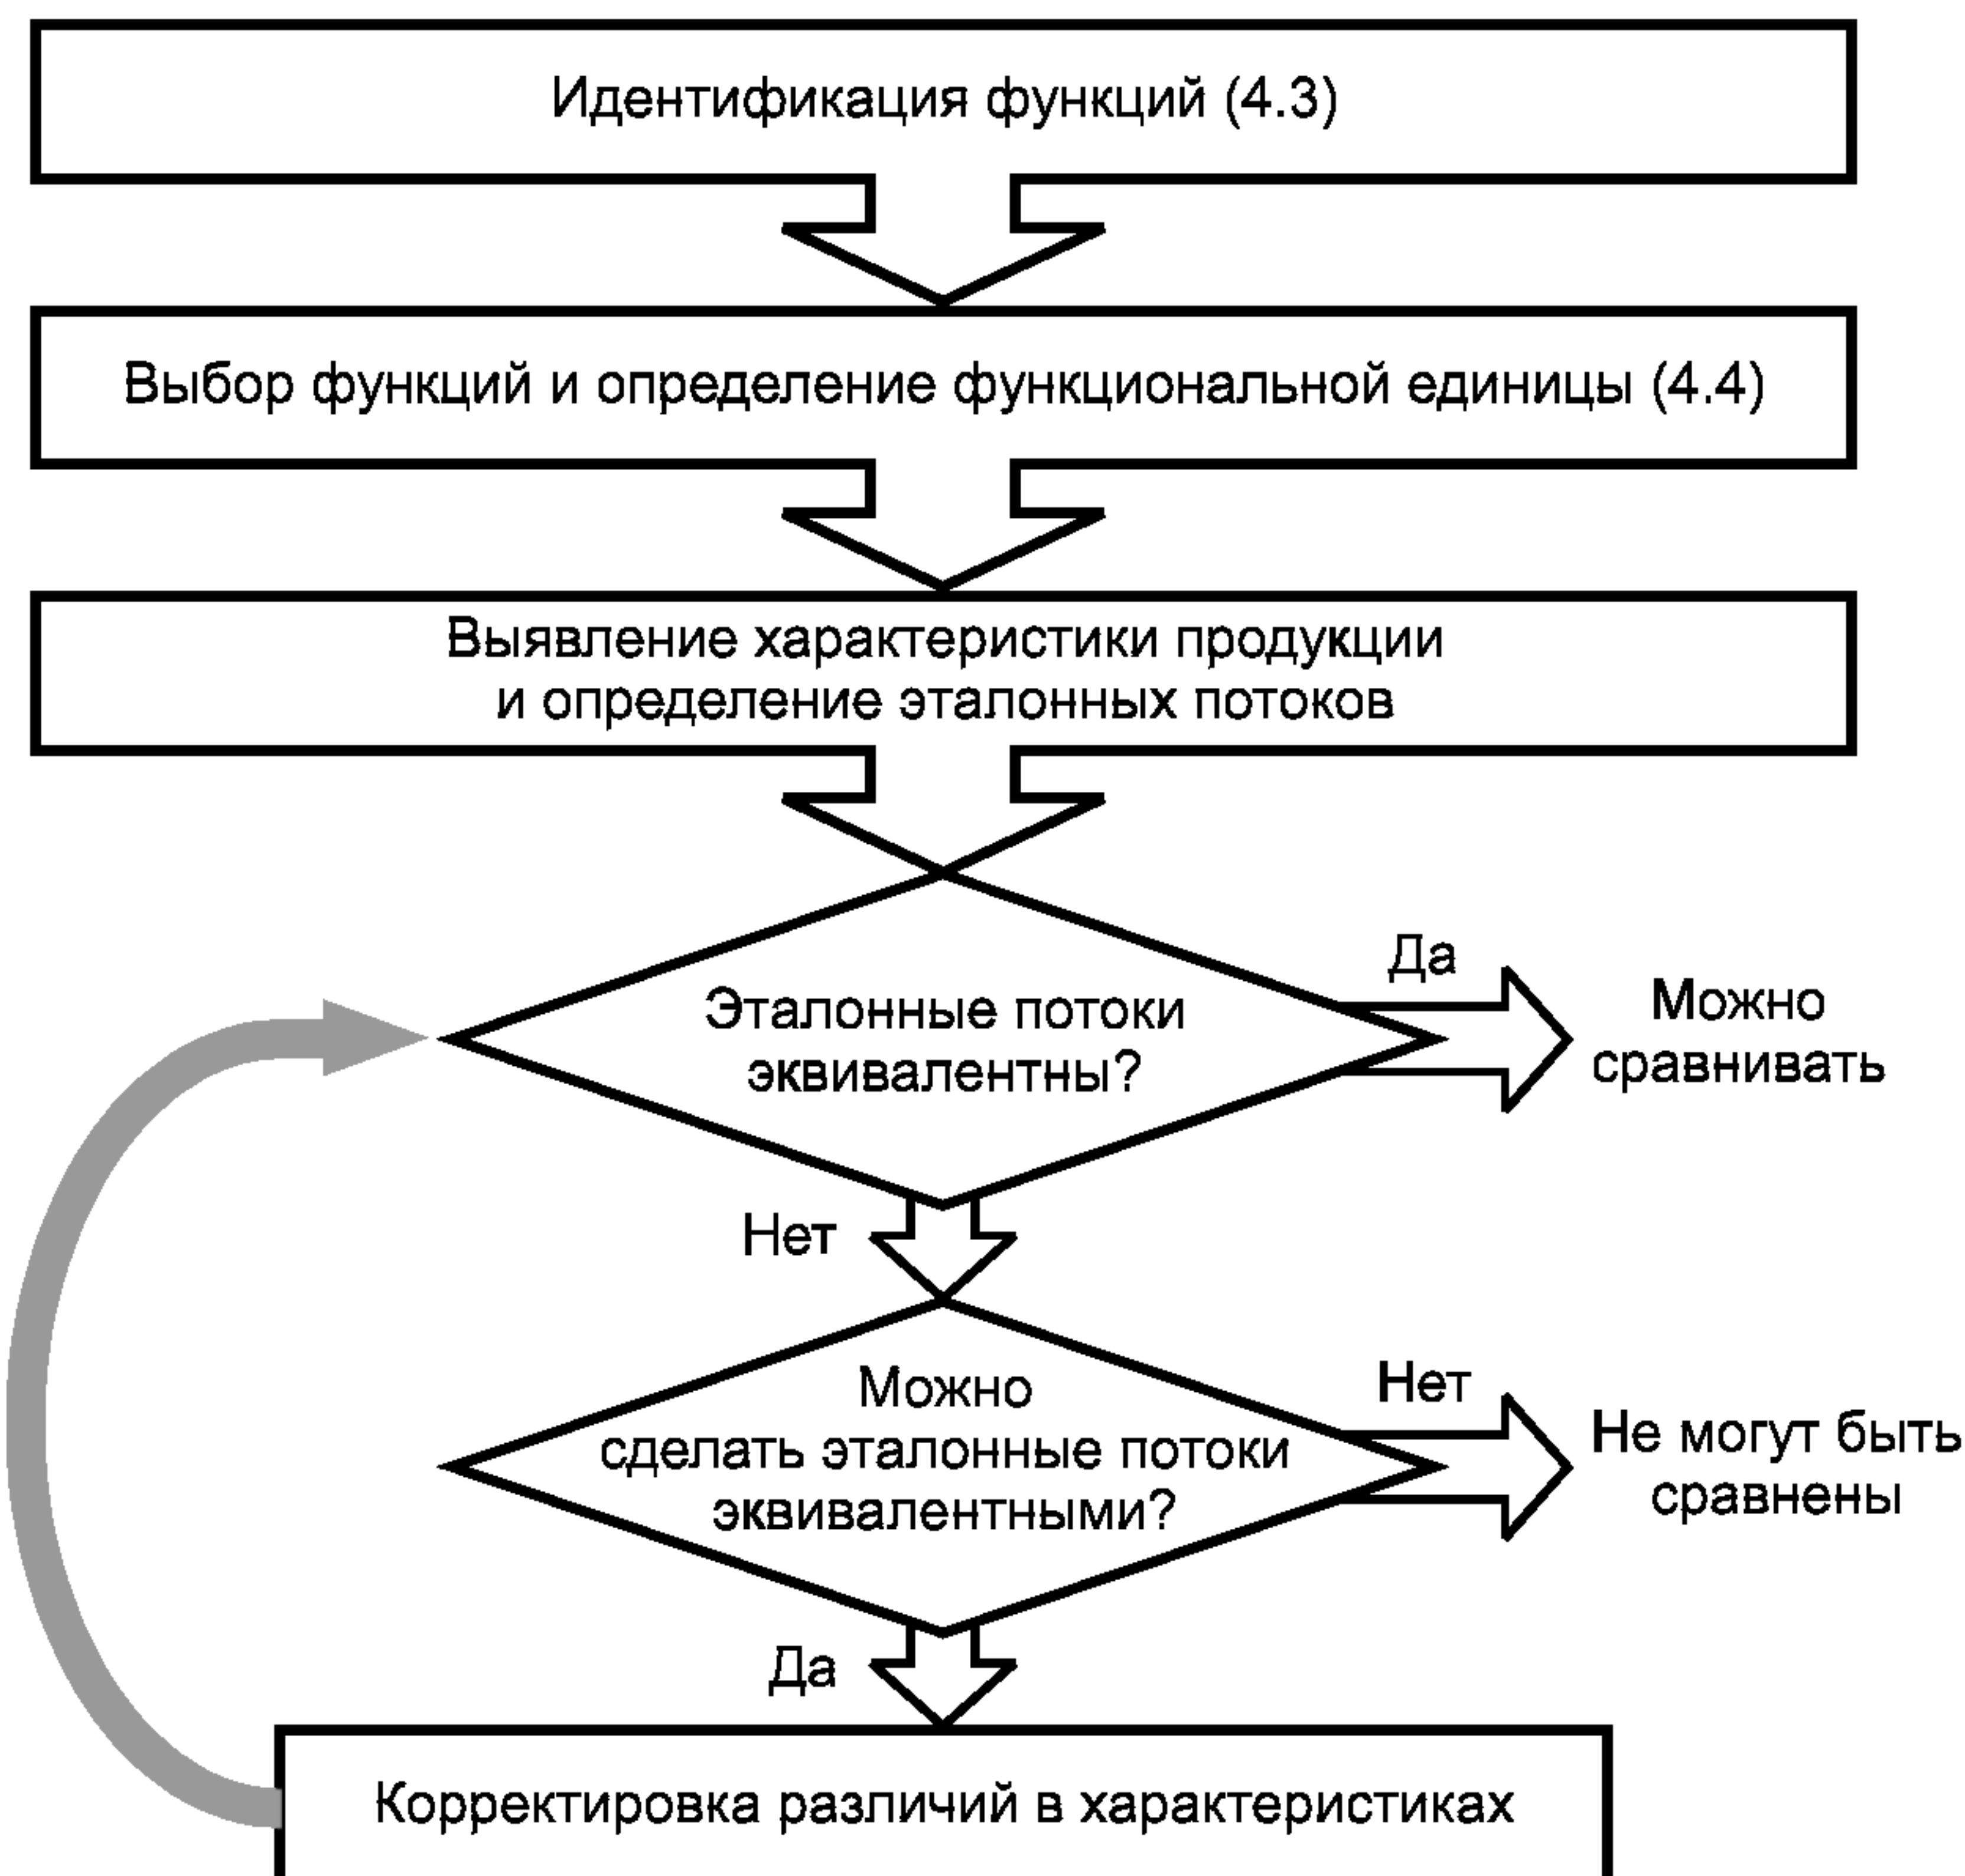 Идентификация функций (4.3)
Выбор функций и определение функциональной единицы (4.4)
Выявление характеристики продукции
и определение эталонных потоков
Да
Эталонные потоки
эквивалентны?
Можно
сравнивать
Нет
Можно
сделать эталонные потоки
эквивалентными?
Нет
Не могут быть
сравнены
Да
Корректировка различий в характеристиках